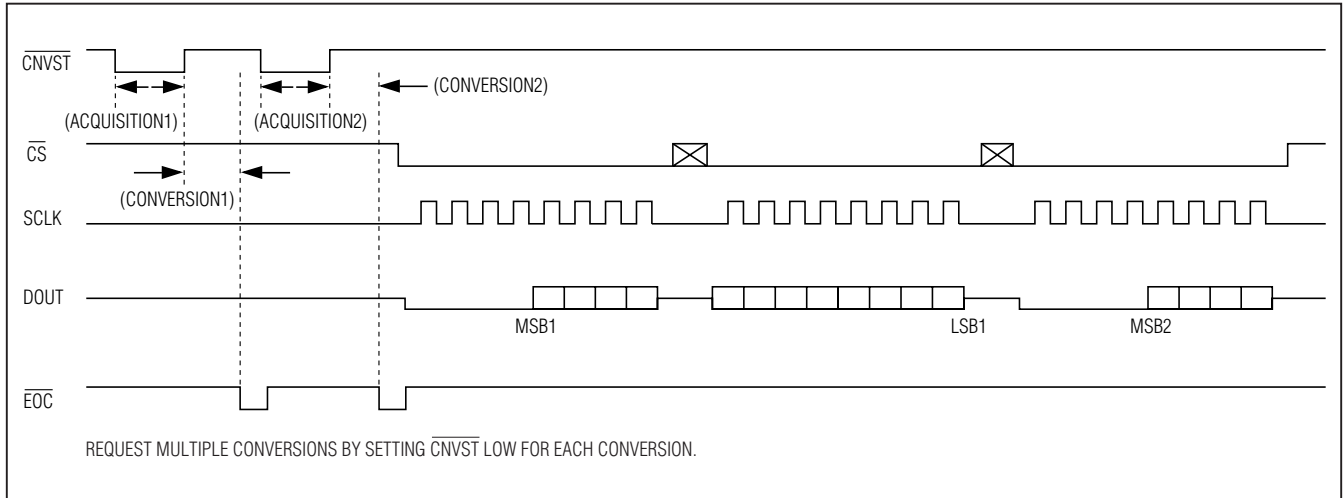 CNVST
(CONVERSION2)
(ACQUISITION1) (ACQUISITION2)
CS
(CONVERSION1)
SCLK
DOUT
MSB1 LSB1 MSB2
EOC
REQUEST MULTIPLE CONVERSIONS BY SETTING CNVST LOW FOR EACH CONVERSION.